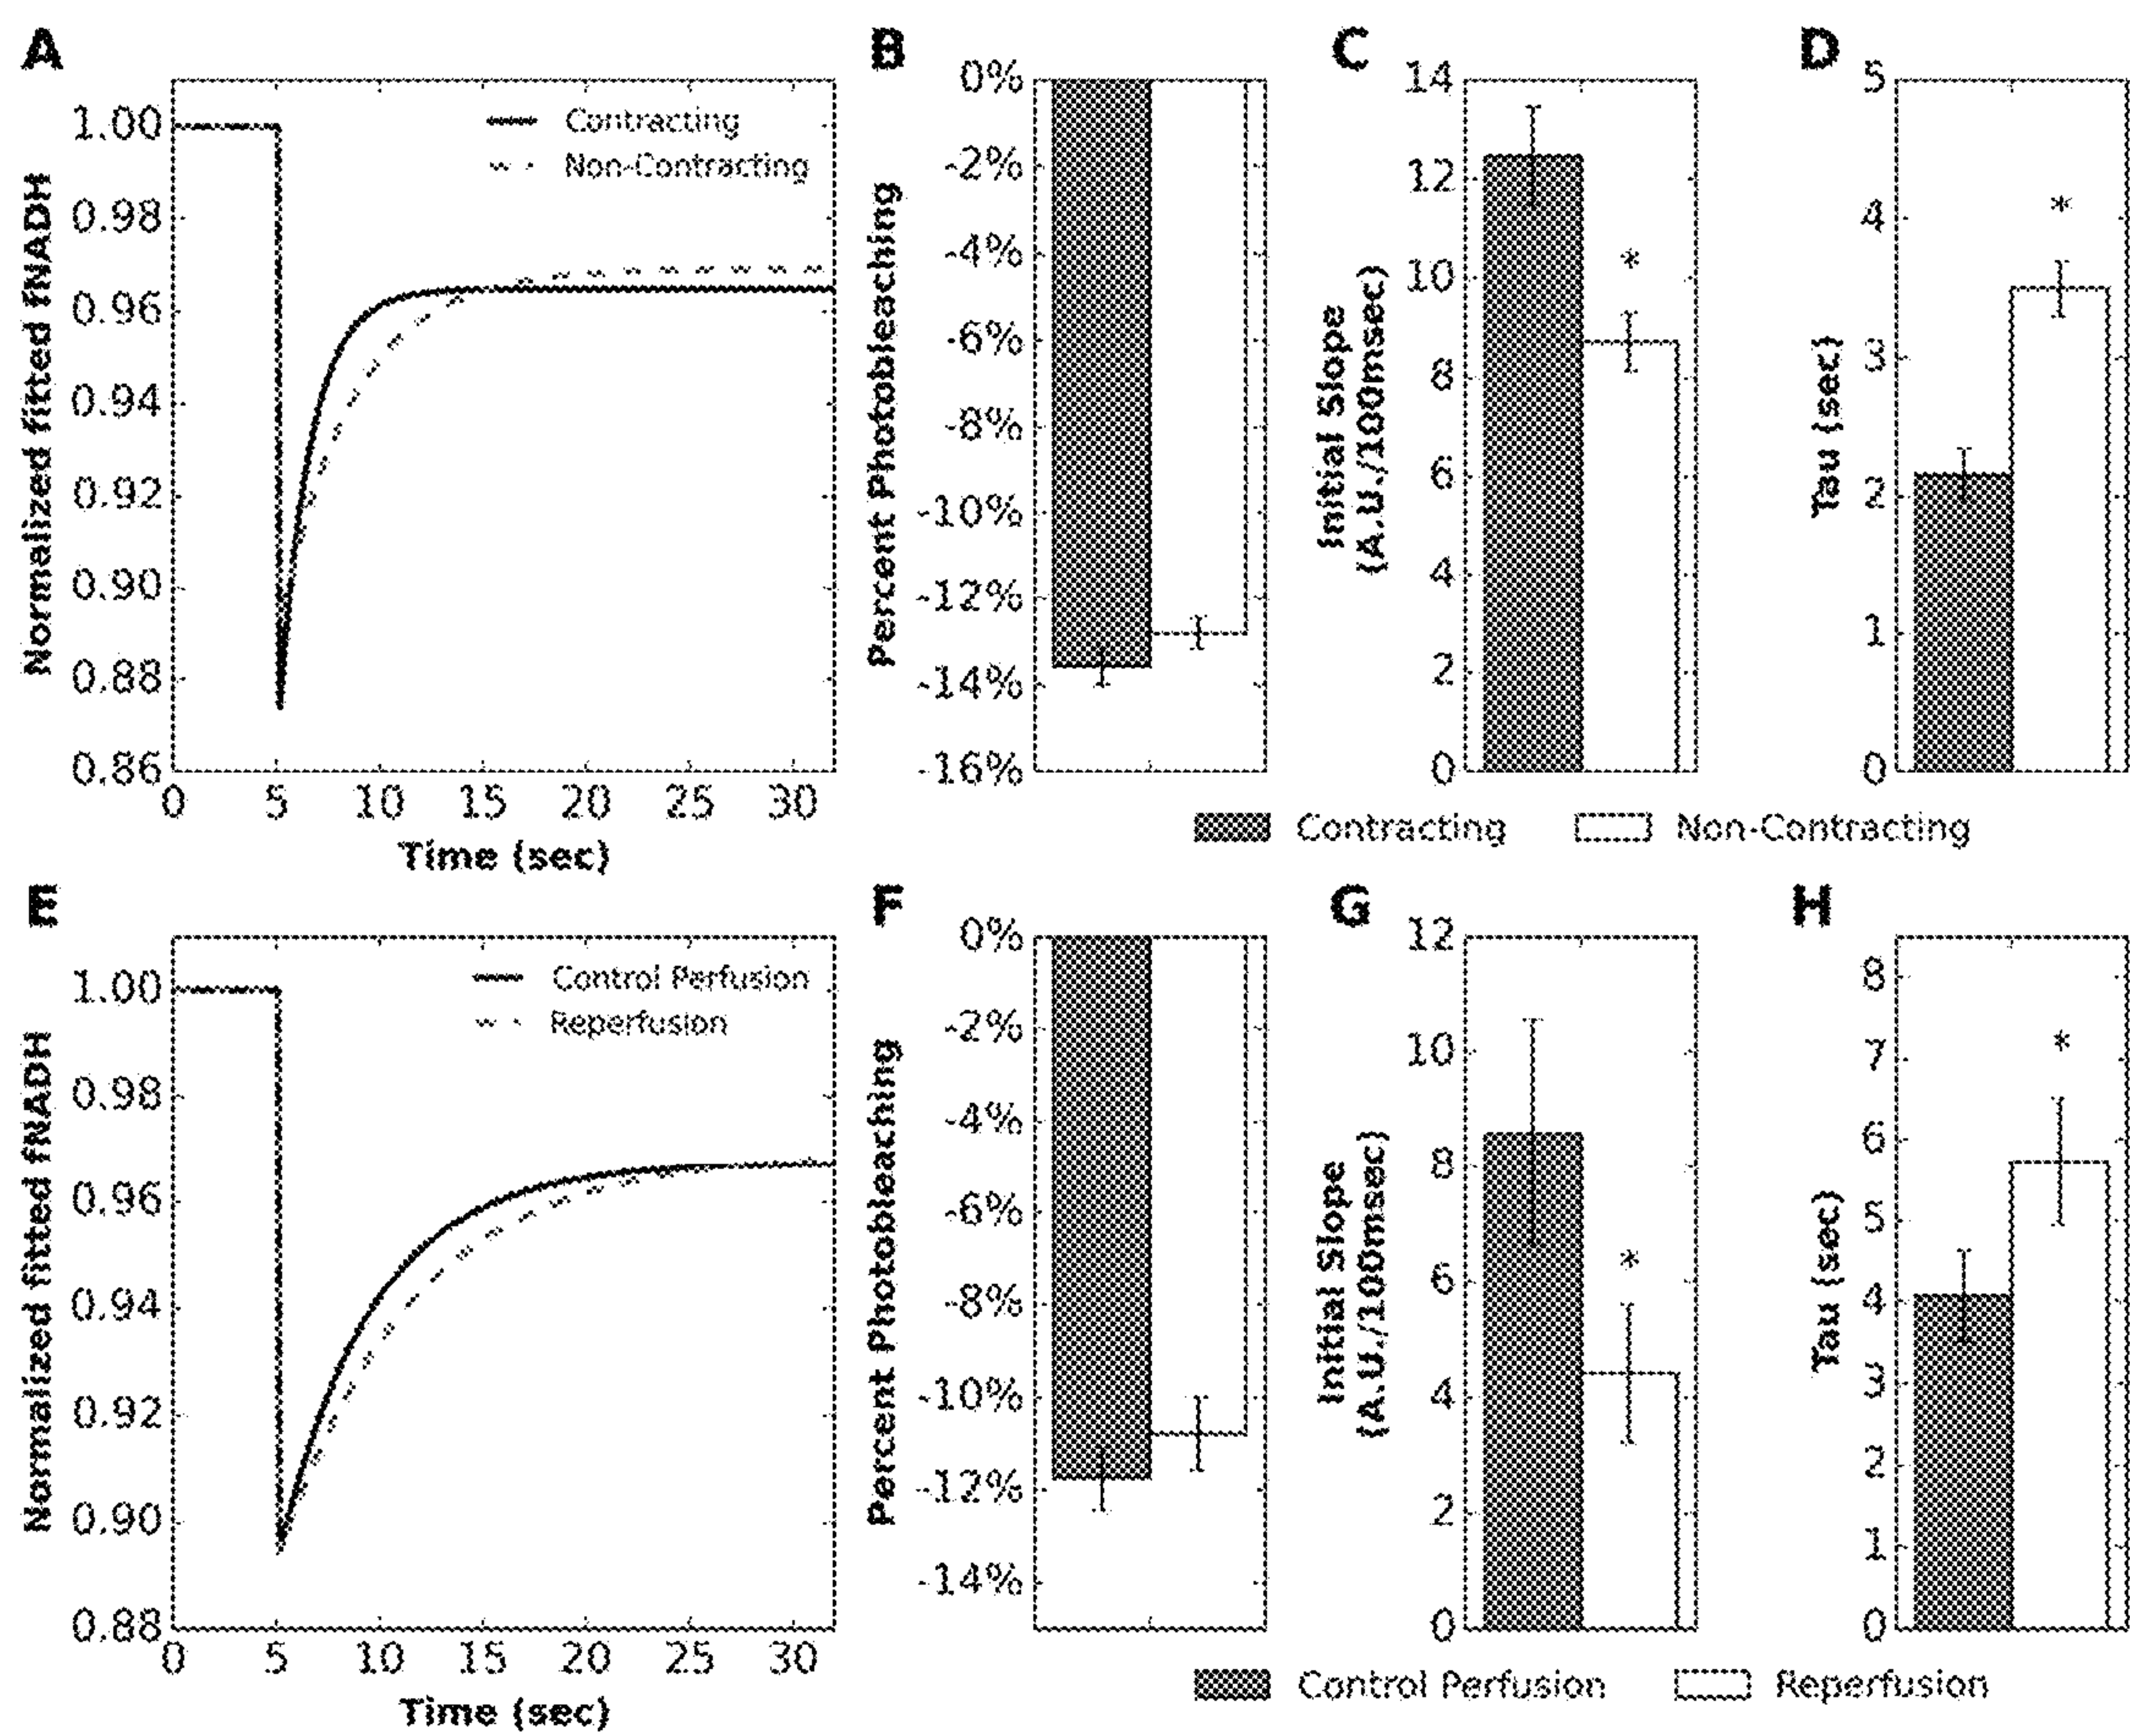 A
Normalized fitted fNADH
1.00
0.98
0.96
0.94
0.92
0.90
0.88
0.86
Contracting
Non-Contracting
0 5 10 15 20 25 30
Time (sec)
B
Percent Photobleaching
0%
-2%
-4%
-6%
-8%
-10%
-12%
-14%
-16%
C
Initial Slope
(A.U./100msec)
14
12
10
8
6
4
2
0
*
D
Tau (sec)
5
4
3
2
1
0
*
Contracting Non-Contracting
E
Normalized fitted fNADH
1.00
0.98
0.96
0.94
0.92
0.90
0.88
Control Perfusion
Reperfusion
0 5 10 15 20 25 30
Time (sec)
F
Percent Photobleaching
0%
-2%
-4%
-6%
-8%
-10%
-12%
-14%
G
Initial Slope
(A.U./100msec)
12
10
8
6
4
2
0
*
H
Tau (sec)
8
7
6
5
4
3
2
1
0
*
Control Perfusion Reperfusion